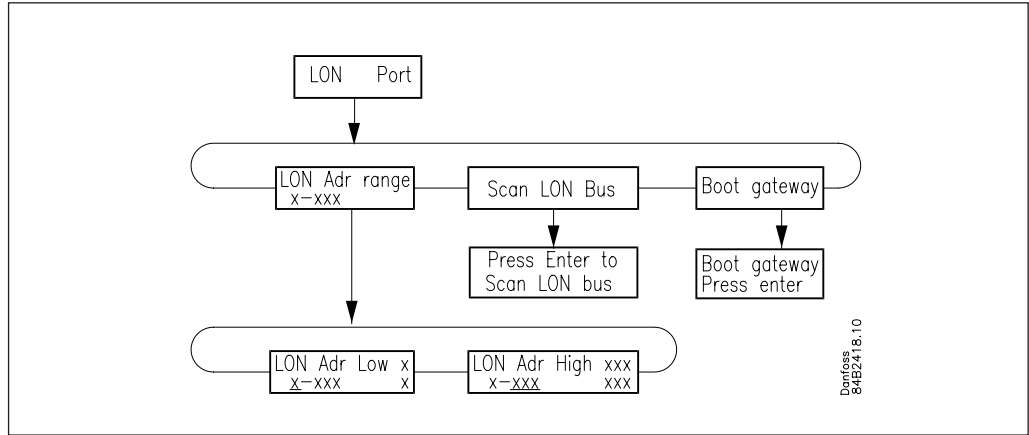 LON Port
LON Adr range
x-xxx
Scan LON Bus
Boot gateway
Press Enter to
Scan LON bus
Boot gateway
Press enter
LON Adr Low x
x-xxx x
LON Adr High xxx
x-xxx xxx
Danfoss
84B2418.10